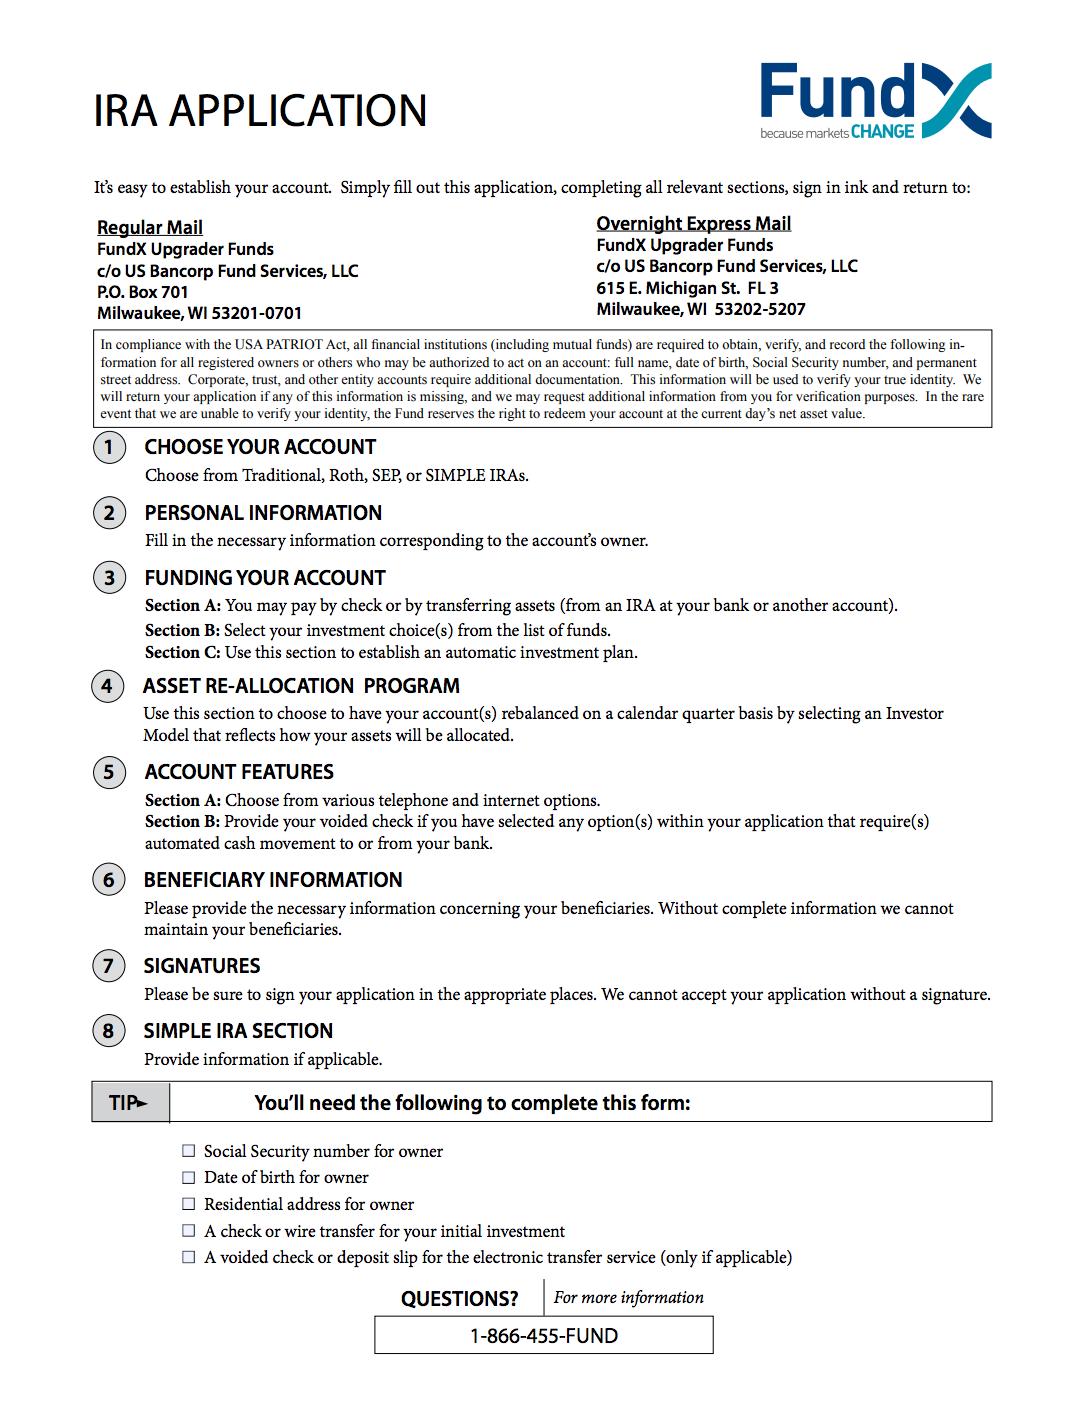 IRA APPLICATION
FundX
because markets CHANGE
It's easy to establish your account.  Simply fill out this application, completing all relevant sections, sign in ink and return to:
Regular Mail
FundX Upgrader Funds
c/o US Bancorp Fund Services, LLC
P.O. Box 701
Milwaukee, WI 53201-0701
Overnight Express Mail
FundX Upgrader Funds
c/o US Bancorp Fund Services, LLC
615 E. Michigan St.  FL 3
Milwaukee, WI  53202-5207
In compliance with the USA PATRIOT Act, all financial institutions (including mutual funds) are required to obtain, verify, and record the following in-
formation for all registered owners or others who may be authorized to act on an account: full name, date of birth, Social Security number, and permanent
street address.  Corporate, trust, and other entity accounts require additional documentation.  This information will be used to verify your true identity.  We
will return your application if any of this information is missing, and we may request additional information from you for verification purposes.  In the rare
event that we are unable to verify your identity, the Fund reserves the right to redeem your account at the current day's net asset value.
1 CHOOSE YOUR ACCOUNT
Choose from Traditional, Roth, SEP, or SIMPLE IRAs.
2 PERSONAL INFORMATION
Fill in the necessary information corresponding to the account's owner.
3 FUNDING YOUR ACCOUNT
Section A: You may pay by check or by transferring assets (from an IRA at your bank or another account).
Section B: Select your investment choice(s) from the list of funds.
Section C: Use this section to establish an automatic investment plan.
4 ASSET RE-ALLOCATION  PROGRAM
Use this section to choose to have your account(s) rebalanced on a calendar quarter basis by selecting an Investor
Model that reflects how your assets will be allocated.
5 ACCOUNT FEATURES
Section A: Choose from various telephone and internet options.
Section B: Provide your voided check if you have selected any option(s) within your application that require(s)
automated cash movement to or from your bank.
6 BENEFICIARY INFORMATION
Please provide the necessary information concerning your beneficiaries. Without complete information we cannot
maintain your beneficiaries.
7 SIGNATURES
Please be sure to sign your application in the appropriate places. We cannot accept your application without a signature.
8 SIMPLE IRA SECTION
Provide information if applicable.
TIP You'll need the following to complete this form:
Social Security number for owner
Date of birth for owner
Residential address for owner
A check or wire transfer for your initial investment
A voided check or deposit slip for the electronic transfer service (only if applicable)
QUESTIONS? For more information
1-866-455-FUND